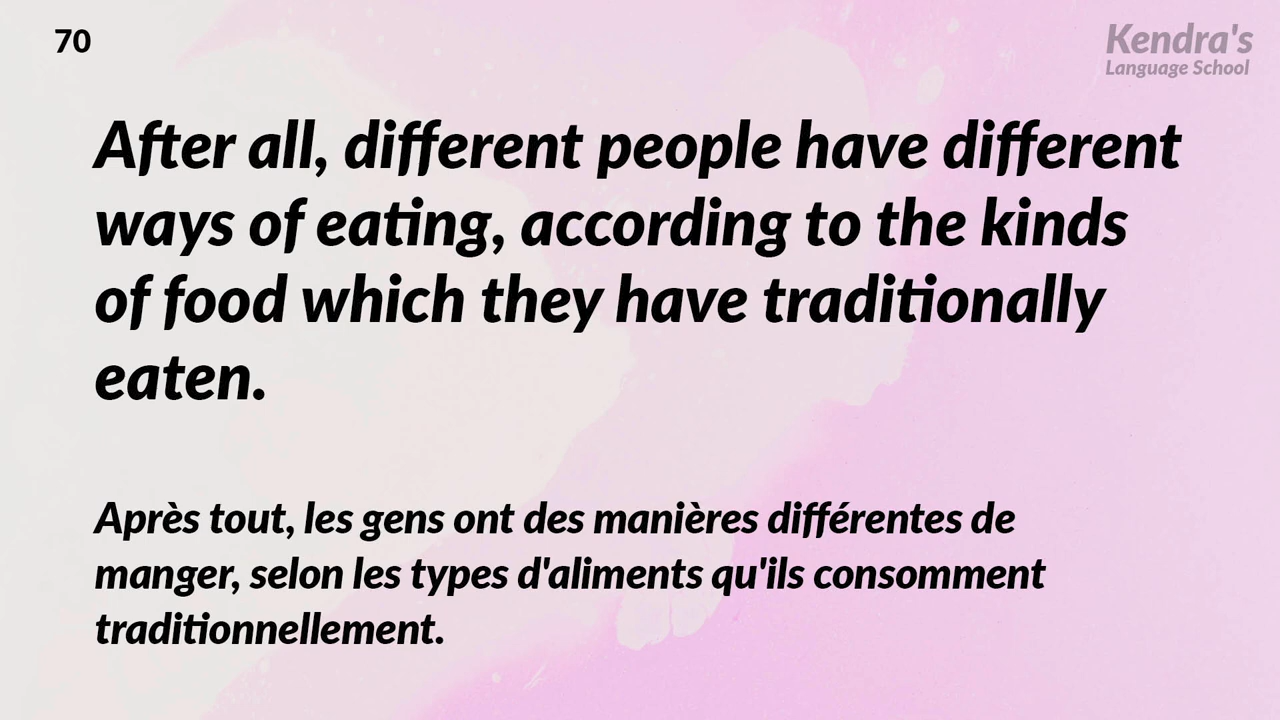 70
Kendra's
Language School
After all, different people have different
ways of eating, according to the kinds
of food which they have traditionally
eaten.
Après tout, les gens ont des manières différentes de
manger, selon les types d'aliments qu'ils consomment
traditionnellement.